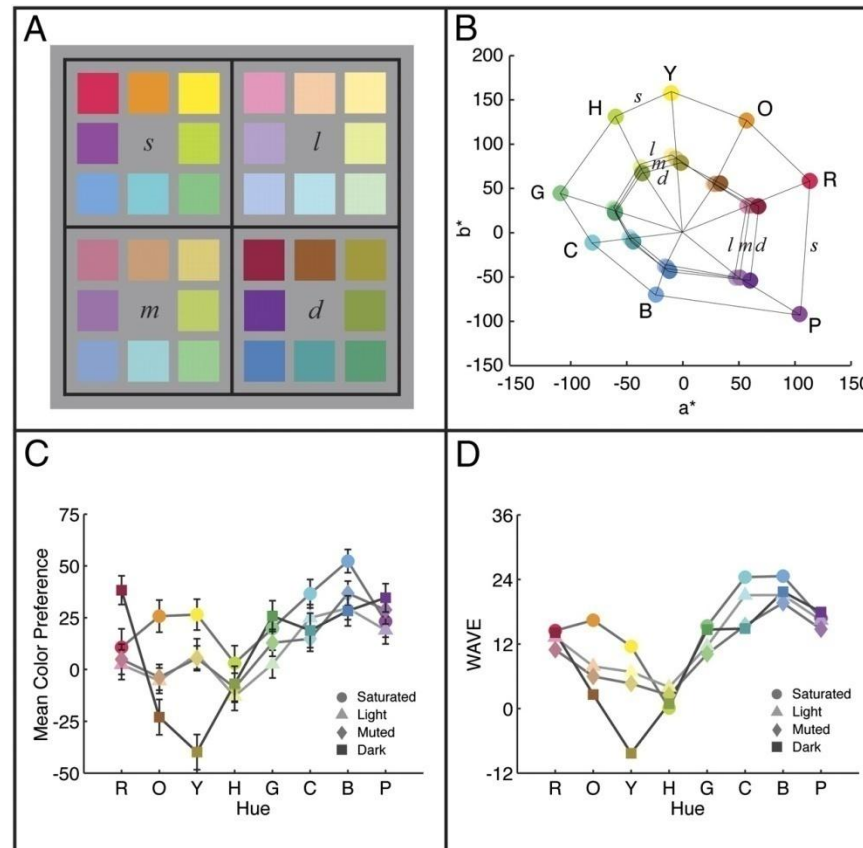 A
s
l
m
d
B
200
150
100
50
0
-50
-100
-150
b*
Y
H
s
O
l
m
d
G
R
C
l m d
s
B
P
-150 -100 -50 0 50 100 150
a*
C
75
50
25
0
-25
-50
Mean Color Preference
Saturated
Light
Muted
Dark
R O Y H G C B P
Hue
D
36
24
12
0
-12
WAVE
Saturated
Light
Muted
Dark
R O Y H G C B P
Hue